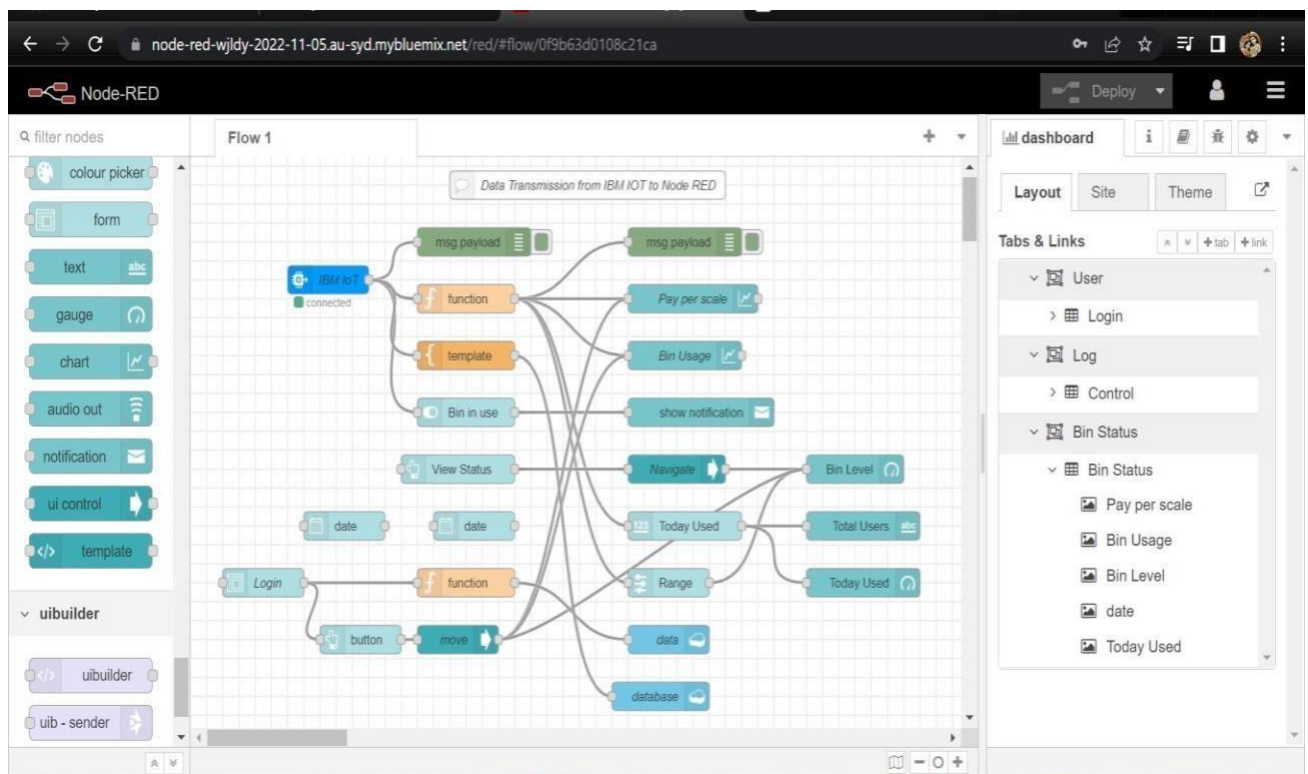 node-red-wjldy-2022-11-05.au-syd.mybluemix.net/red/#flow/0f9b63d0108c21ca
Node-RED
Deploy
filter nodes
colour picker
form
text
abc
gauge
chart
audio out
notification
ui control
template
uibuilder
uibuilder
uib - sender
Flow 1
Data Transmission from IBM IOT to Node RED
msg.payload
msg.payload
IBM IoT
connected
function
Pay per scale
template
Bin Usage
Bin in use
show notification
View Status
Navigate
Bin Level
date
date
123
Today Used
Total Users
abc
Login
function
Range
Today Used
button
move
data
database
dashboard
i
Layout
Site
Theme
Tabs & Links
+ tab
+ link
User
Login
Log
Control
Bin Status
Bin Status
Pay per scale
Bin Usage
Bin Level
date
Today Used